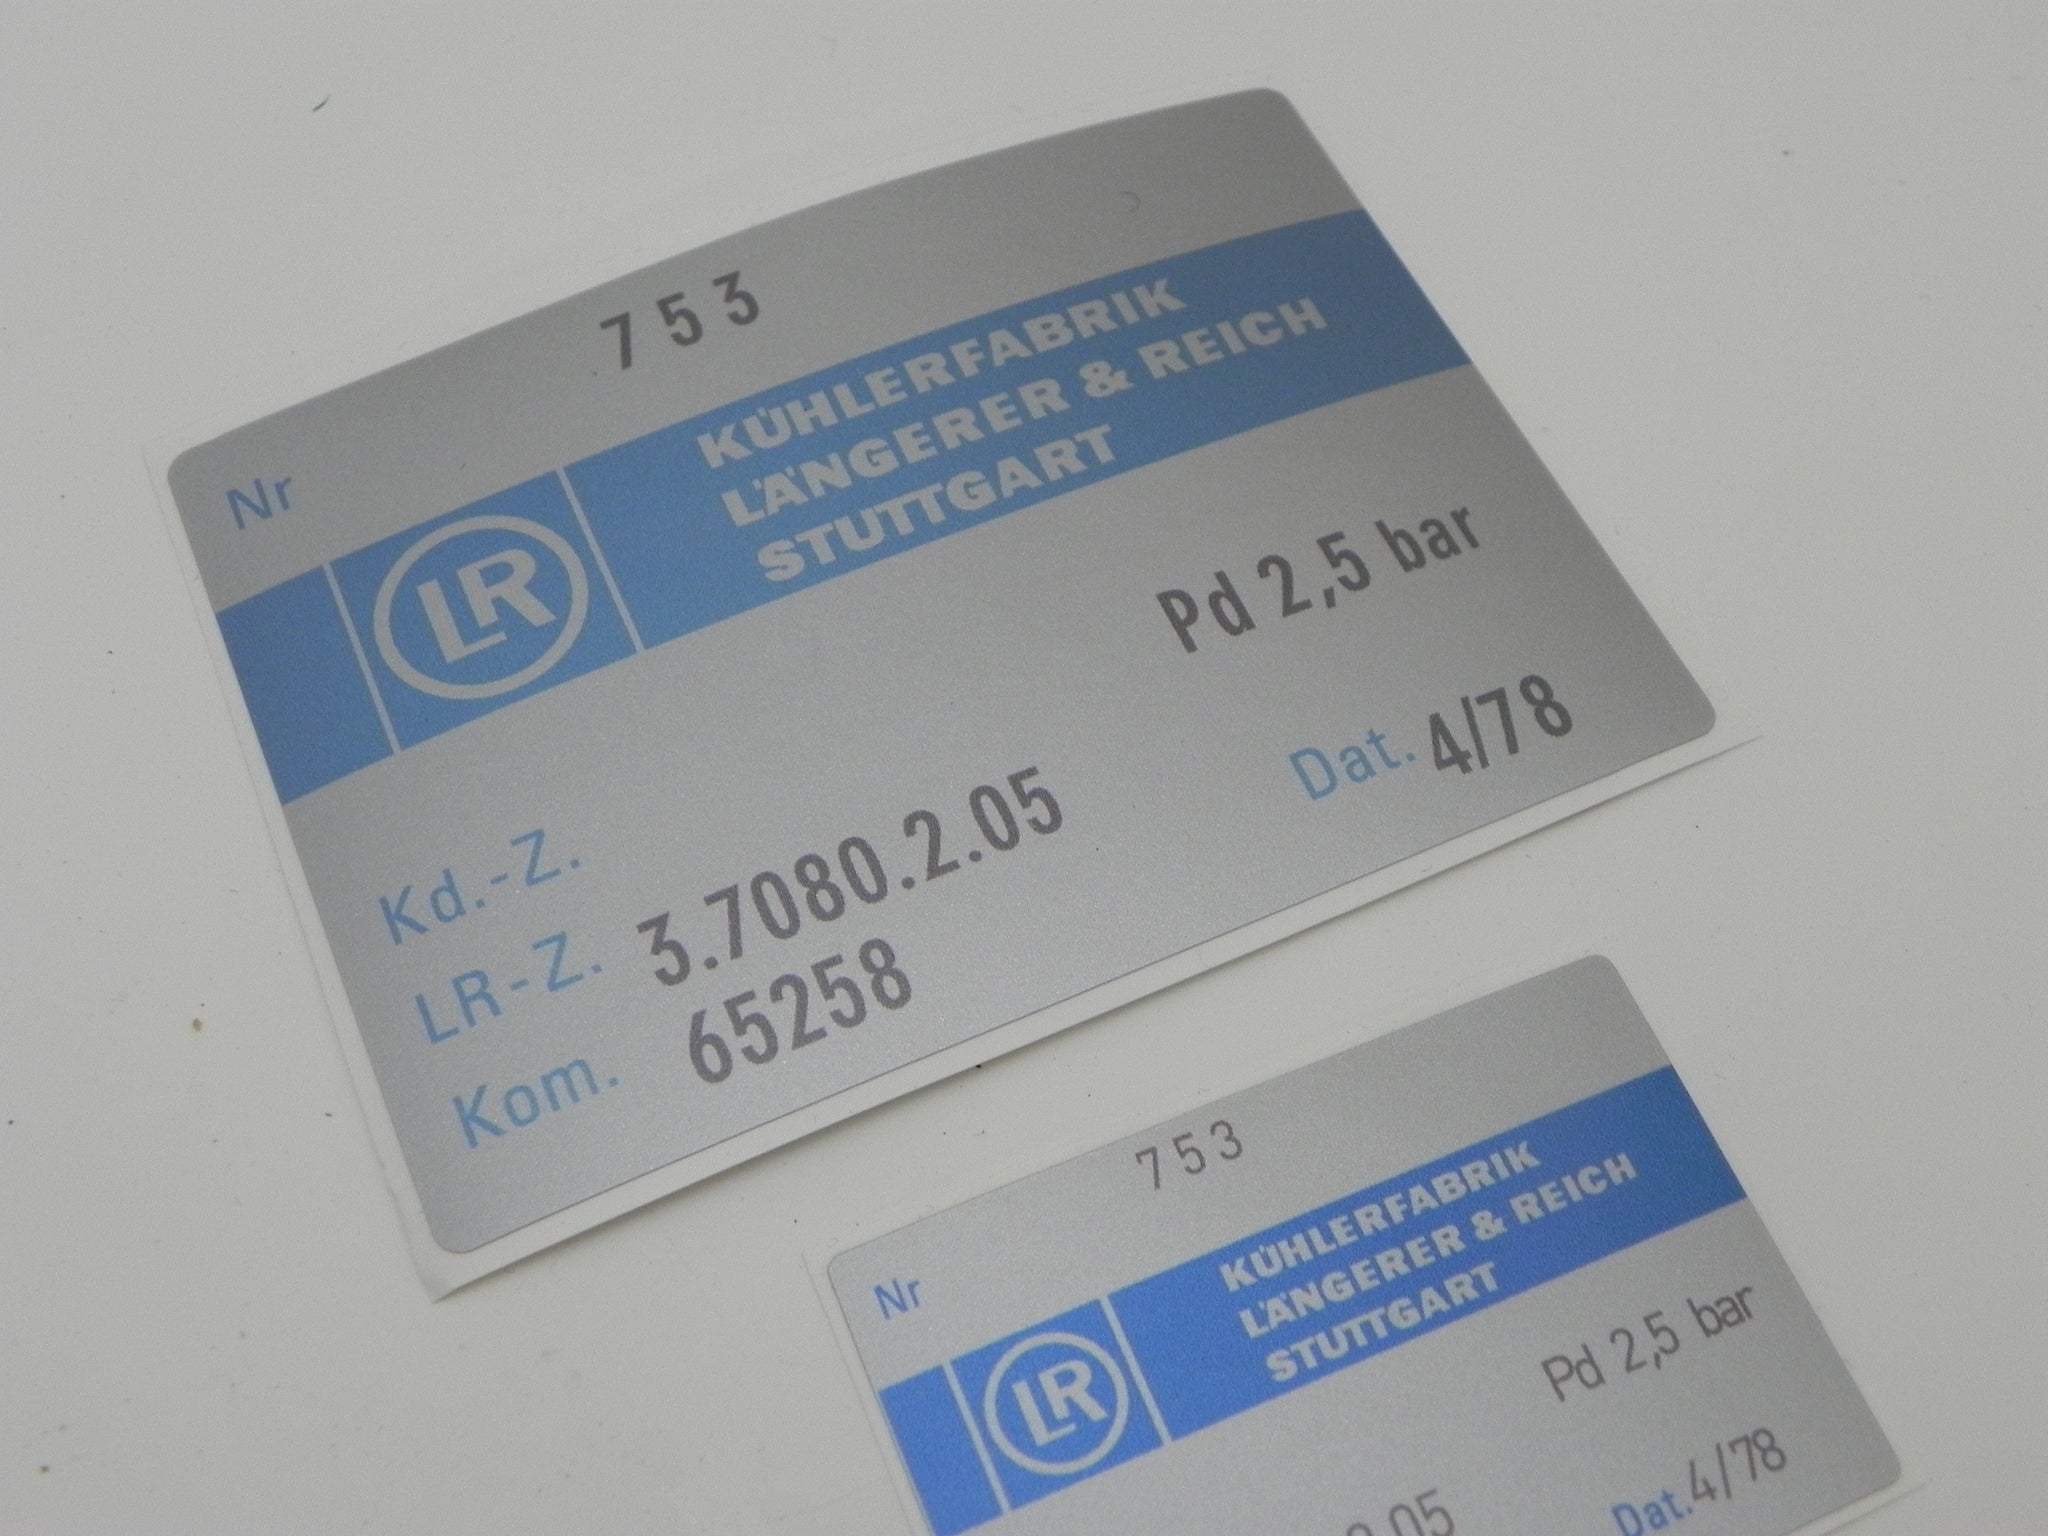 753
Nr
LR
KÜHLERFABRIK
LÄNGERER & REICH
STUTTGART
Pd 2,5 bar
Kd.-Z.
Dat. 4/78
LR-Z. 3.7080.2.05
Kom. 65258
753
Nr
LR
KÜHLERFABRIK
LÄNGERER & REICH
STUTTGART
Pd 2,5 bar
Dat. 4/78
.05